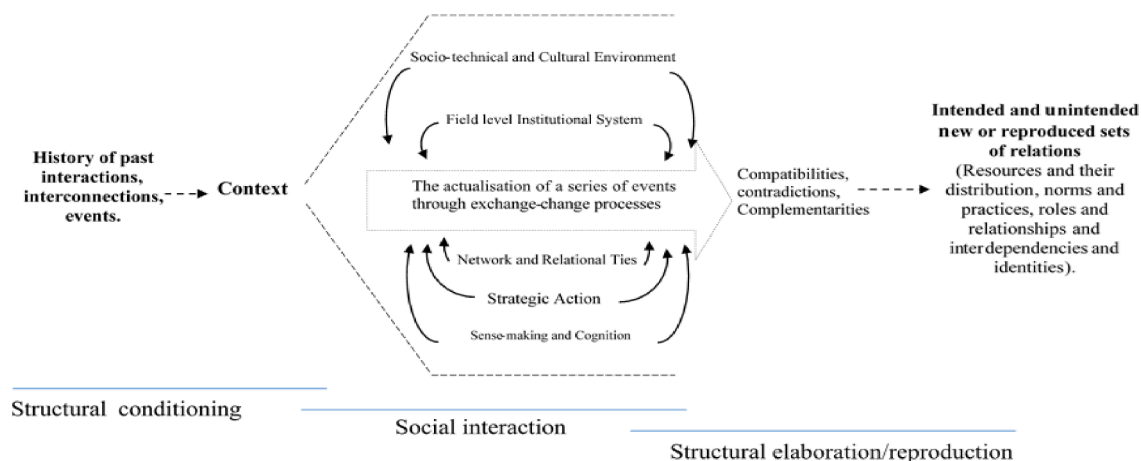 History of past
interactions,
interconnections,
events.
Context
Socio-technical and Cultural Environment
Field level Institutional System
The actualisation of a series of events
through exchange-change processes
Network and Relational Ties
Strategic Action
Sense-making and Cognition
Compatibilities,
contradictions,
Complementarities
Intended and unintended
new or reproduced sets
of relations
(Resources and their
distribution, norms and
practices, roles and
relationships and
interdependencies and
identities).
Structural conditioning
Social interaction
Structural elaboration/reproduction